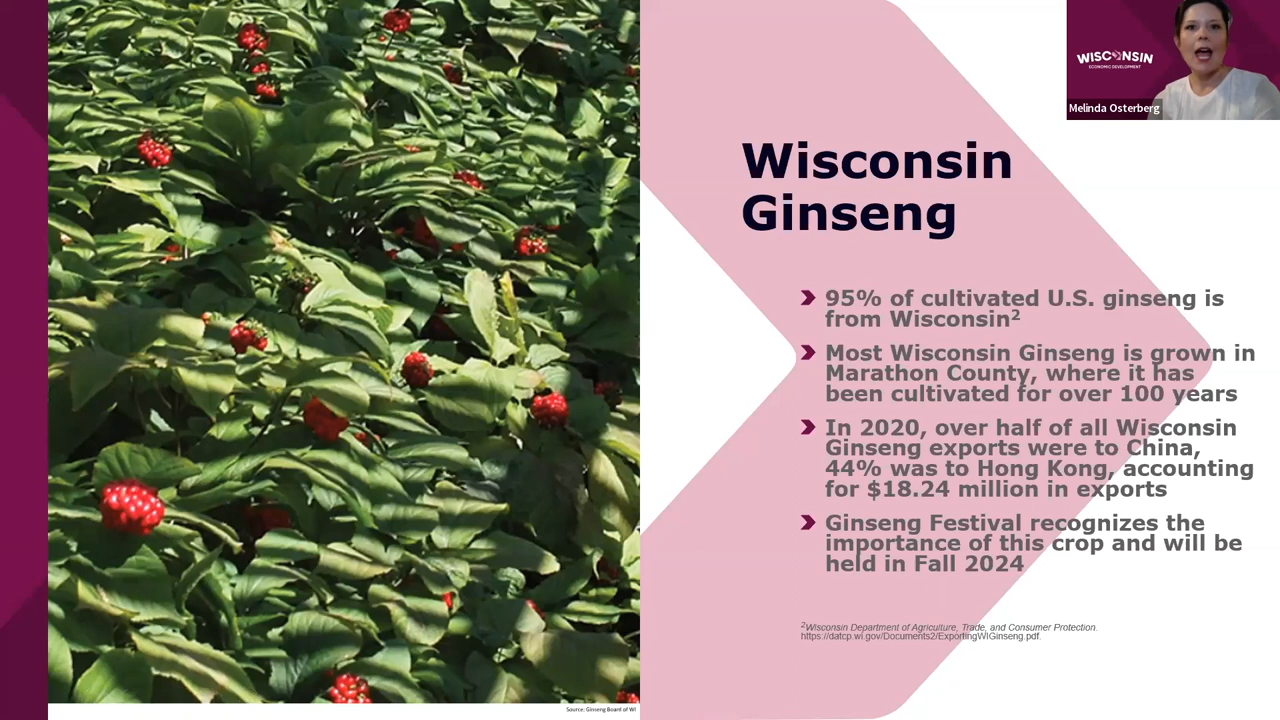 WISCONSIN
ECONOMIC DEVELOPMENT
Melinda Osterberg
Wisconsin
Ginseng
95% of cultivated U.S. ginseng is
from Wisconsin²
Most Wisconsin Ginseng is grown in
Marathon County, where it has
been cultivated for over 100 years
In 2020, over half of all Wisconsin
Ginseng exports were to China,
44% was to Hong Kong, accounting
for $18.24 million in exports
Ginseng Festival recognizes the
importance of this crop and will be
held in Fall 2024
²Wisconsin Department of Agriculture, Trade, and Consumer Protection.
https://datcp.wi.gov/Documents2/ExportingWIGinseng.pdf.
Source: Ginseng Board of WI